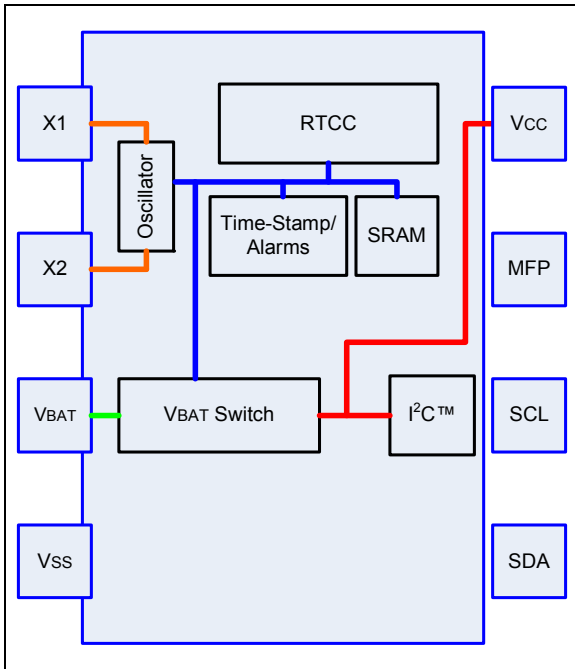 X1
X2
VBAT
VSS
Oscillator
RTCC
Time-Stamp/
Alarms
SRAM
VBAT Switch
I²C™
VCC
MFP
SCL
SDA